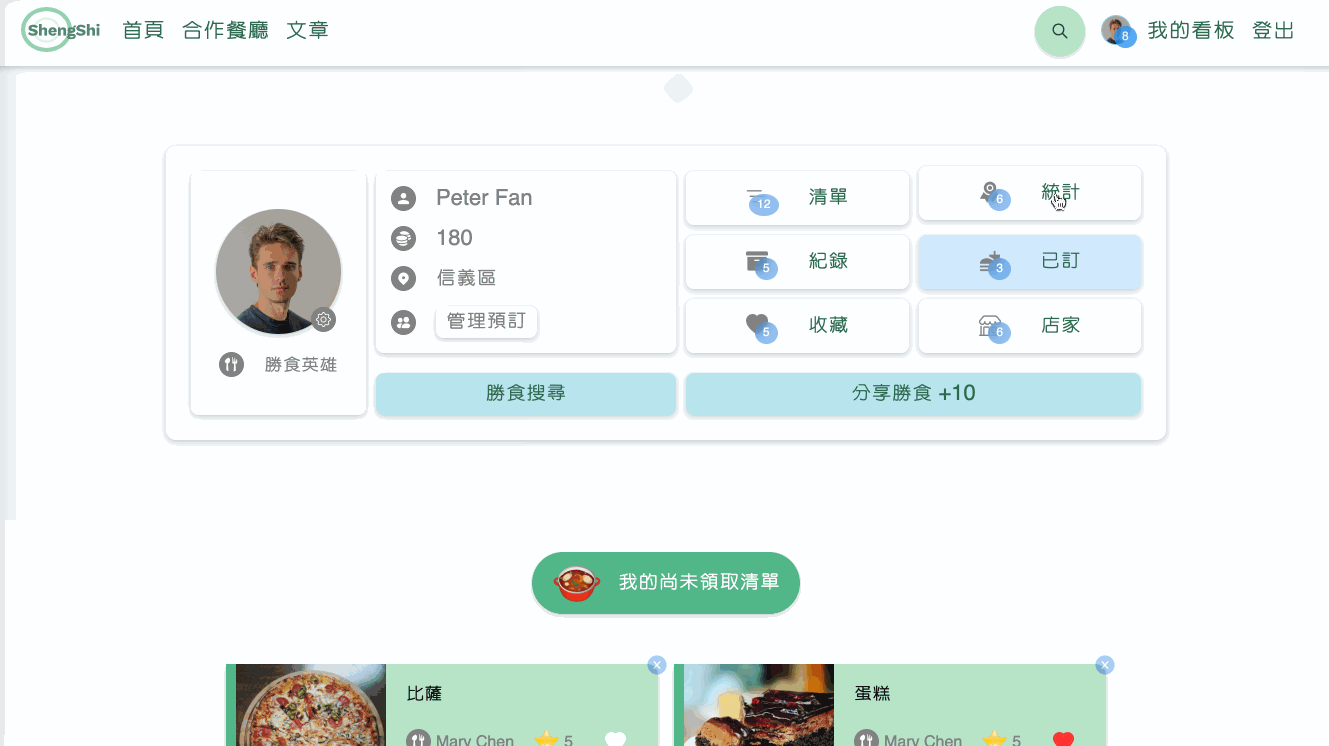 ShengShi 首頁 合作餐廳 文章 8 我的看板 登出
Peter Fan
180
信義區
管理預訂
勝食英雄
12 清單
6 統計
5 紀錄
3 已訂
5 收藏
6 店家
勝食搜尋
分享勝食 +10
我的尚未領取清單
比薩
Mary Chen 5
蛋糕
Mary Chen 5